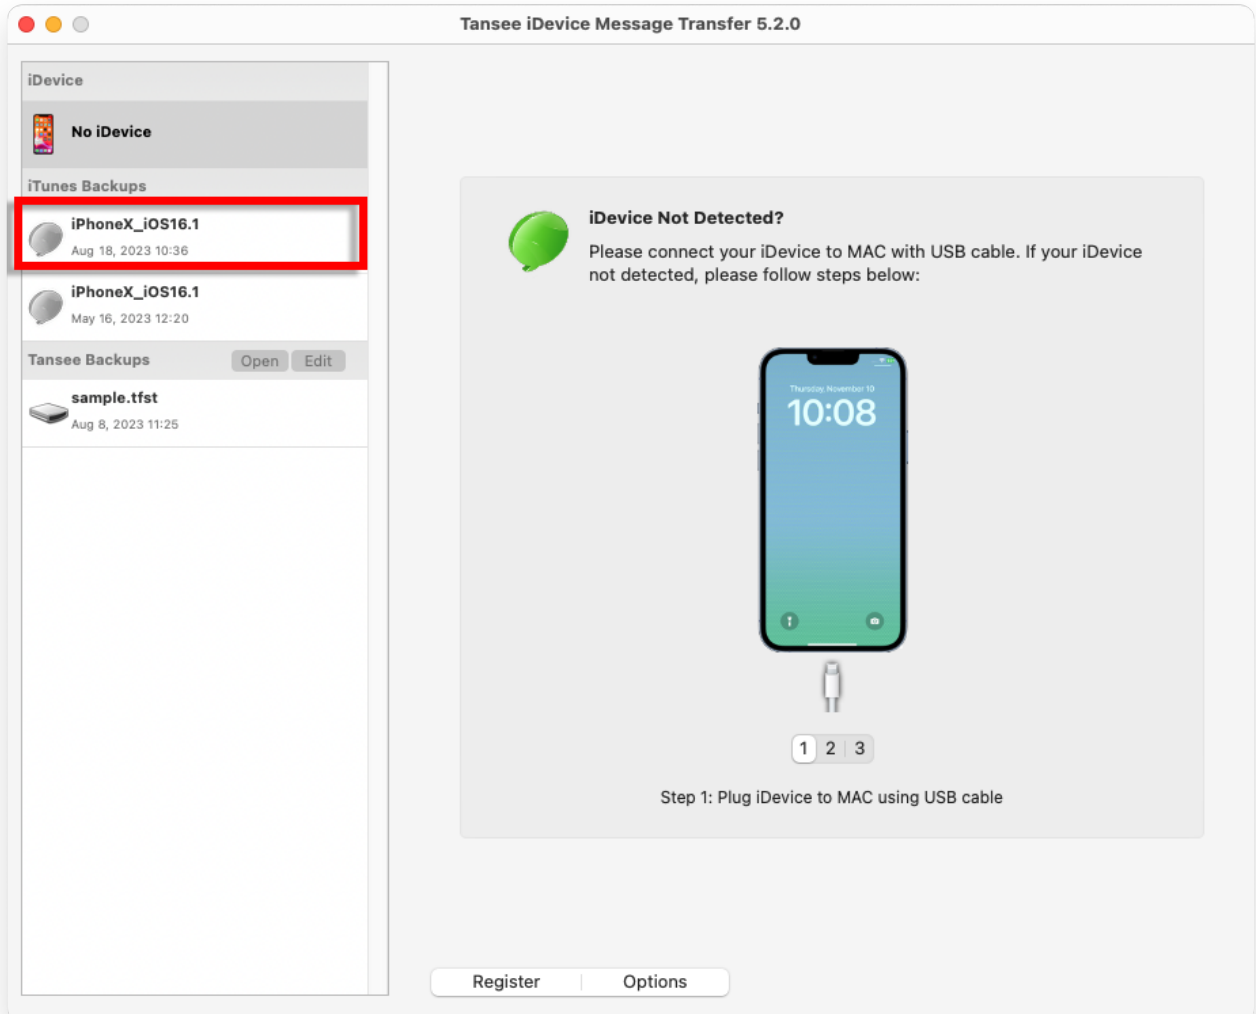 Tansee iDevice Message Transfer 5.2.0
iDevice
No iDevice
iTunes Backups
iPhoneX_iOS16.1
Aug 18, 2023 10:36
iPhoneX_iOS16.1
May 16, 2023 12:20
Tansee Backups Open Edit
sample.tfst
Aug 8, 2023 11:25
iDevice Not Detected?
Please connect your iDevice to MAC with USB cable. If your iDevice
not detected, please follow steps below:
Thursday, November 10
10:08
1 2 3
Step 1: Plug iDevice to MAC using USB cable
Register Options